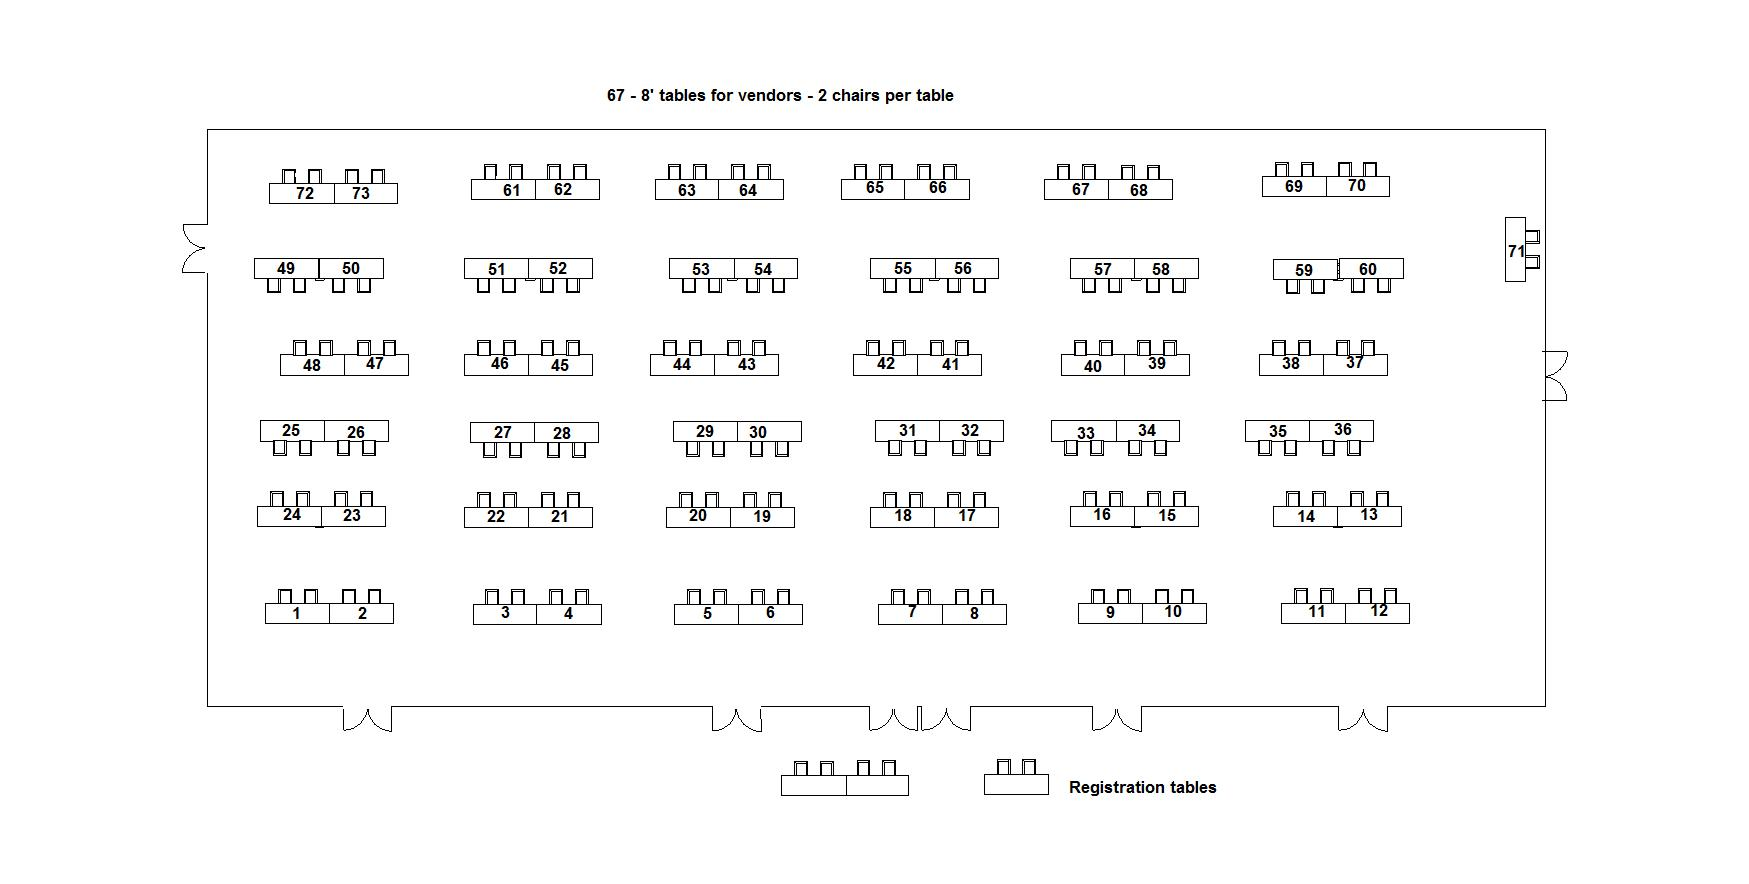 67 - 8' tables for vendors - 2 chairs per table
72 73 61 62 63 64 65 66 67 68 69 70
71
49 50 51 52 53 54 55 56 57 58 59 60
48 47 46 45 44 43 42 41 40 39 38 37
25 26 27 28 29 30 31 32 33 34 35 36
24 23 22 21 20 19 18 17 16 15 14 13
1 2 3 4 5 6 7 8 9 10 11 12
Registration tables